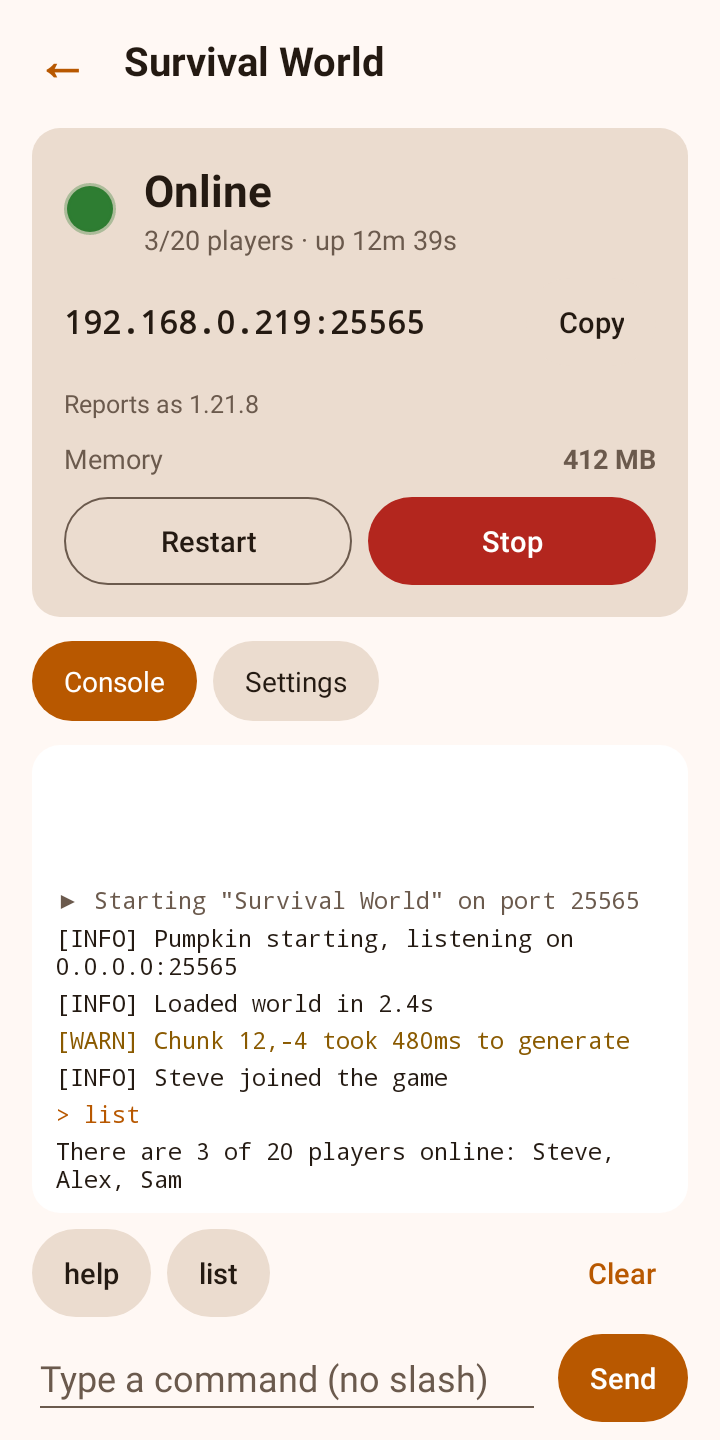 ← Survival World
Online
3/20 players · up 12m 39s
192.168.0.219:25565 Copy
Reports as 1.21.8
Memory 412 MB
Restart Stop
Console Settings
► Starting "Survival World" on port 25565
[INFO] Pumpkin starting, listening on
0.0.0.0:25565
[INFO] Loaded world in 2.4s
[WARN] Chunk 12,-4 took 480ms to generate
[INFO] Steve joined the game
> list
There are 3 of 20 players online: Steve,
Alex, Sam
help list Clear
Type a command (no slash) Send